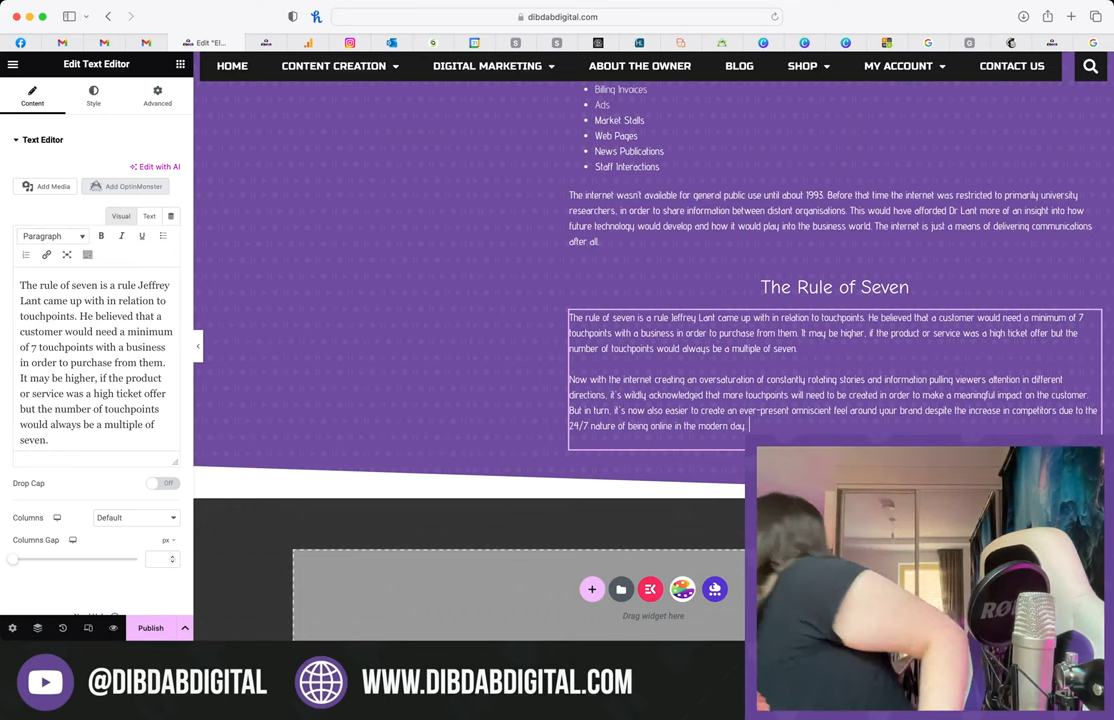 dibdabdigital.com
Edit "El...
Edit Text Editor
HOME
CONTENT CREATION
DIGITAL MARKETING
ABOUT THE OWNER
BLOG
SHOP
MY ACCOUNT
CONTACT US
Content
Style
Advanced
Text Editor
Edit with AI
Add Media
Add OptinMonster
Visual
Text
Paragraph
B
I
U
The rule of seven is a rule Jeffrey
Lant came up with in relation to
touchpoints. He believed that a
customer would need a minimum
of 7 touchpoints with a business
in order to purchase from them.
It may be higher, if the product
or service was a high ticket offer
but the number of touchpoints
would always be a multiple of
seven.
Drop Cap
Off
Columns
Default
Columns Gap
px
Publish
Billing Invoices
Ads
Market Stalls
Web Pages
News Publications
Staff Interactions
The internet wasn't available for general public use until about 1993. Before that time the internet was restricted to primarily university
researchers, in order to share information between distant organisations. This would have afforded Dr Lant more of an insight into how
future technology would develop and how it would play into the business world. The internet is just a means of delivering communications
after all.
The Rule of Seven
The rule of seven is a rule Jeffrey Lant came up with in relation to touchpoints. He believed that a customer would need a minimum of 7
touchpoints with a business in order to purchase from them. It may be higher, if the product or service was a high ticket offer but the
number of touchpoints would always be a multiple of seven.
Now with the internet creating an oversaturation of constantly rotating stories and information pulling viewers attention in different
directions, it's wildly acknowledged that more touchpoints will need to be created in order to make a meaningful impact on the customer.
But in turn, it's now also easier to create an ever-present omniscient feel around your brand despite the increase in competitors due to the
24/7 nature of being online in the modern day.
Drag widget here
RØDE
@DIBDABDIGITAL
WWW.DIBDABDIGITAL.COM